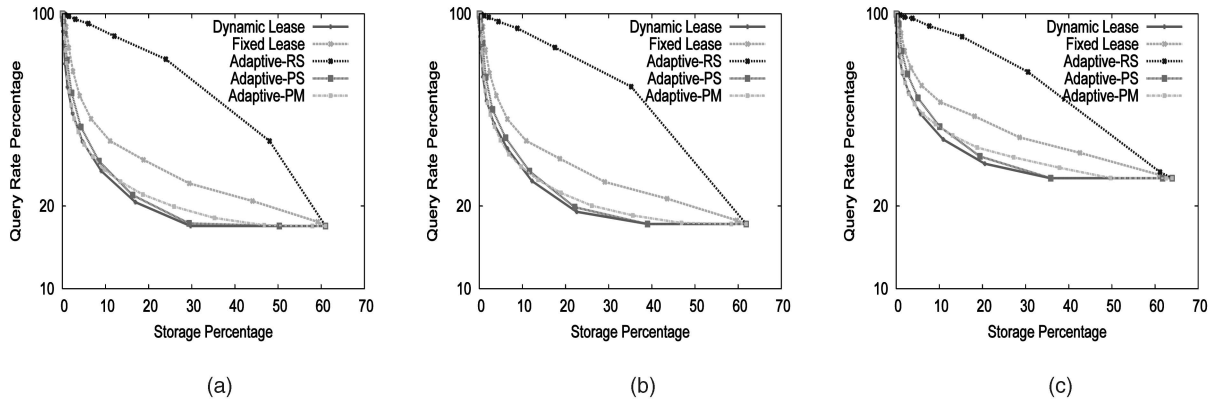 100
20
10
0 10 20 30 40 50 60 70
Query Rate Percentage
Storage Percentage
Dynamic Lease
Fixed Lease
Adaptive-RS
Adaptive-PS
Adaptive-PM
(a)
100
20
10
0 10 20 30 40 50 60 70
Query Rate Percentage
Storage Percentage
Dynamic Lease
Fixed Lease
Adaptive-RS
Adaptive-PS
Adaptive-PM
(b)
100
20
10
0 10 20 30 40 50 60 70
Query Rate Percentage
Storage Percentage
Dynamic Lease
Fixed Lease
Adaptive-RS
Adaptive-PS
Adaptive-PM
(c)